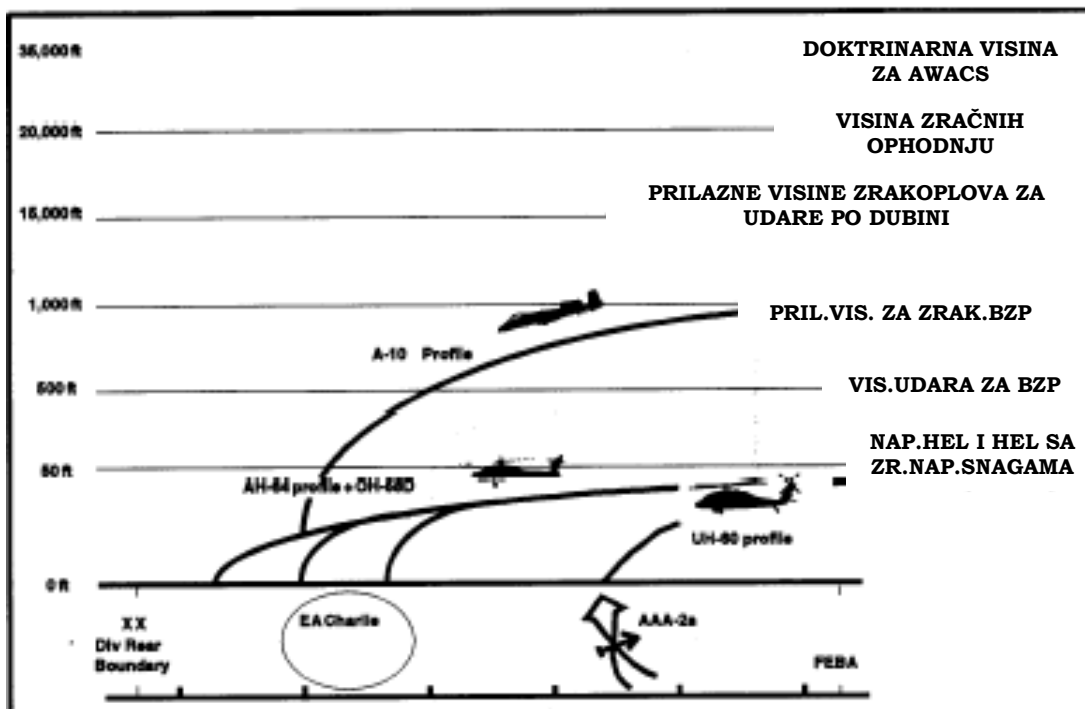 35,000 ft
DOKTRINARNA VISINA
ZA AWACS
20,000 ft
VISINA ZRAČNIH
OPHODNJU
15,000 ft
PRILAZNE VISINE ZRAKOPLOVA ZA
UDARE PO DUBINI
1,000 ft
PRIL.VIS. ZA ZRAK.BZP
A-10 Profile
500 ft
VIS.UDARA ZA BZP
50 ft
NAP.HEL I HEL SA
ZR.NAP.SNAGAMA
AH-64 profile + OH-58D
UH-60 profile
0 ft
XX
Div Rear
Boundary
EA Charlie
AAA-2a
FEBA